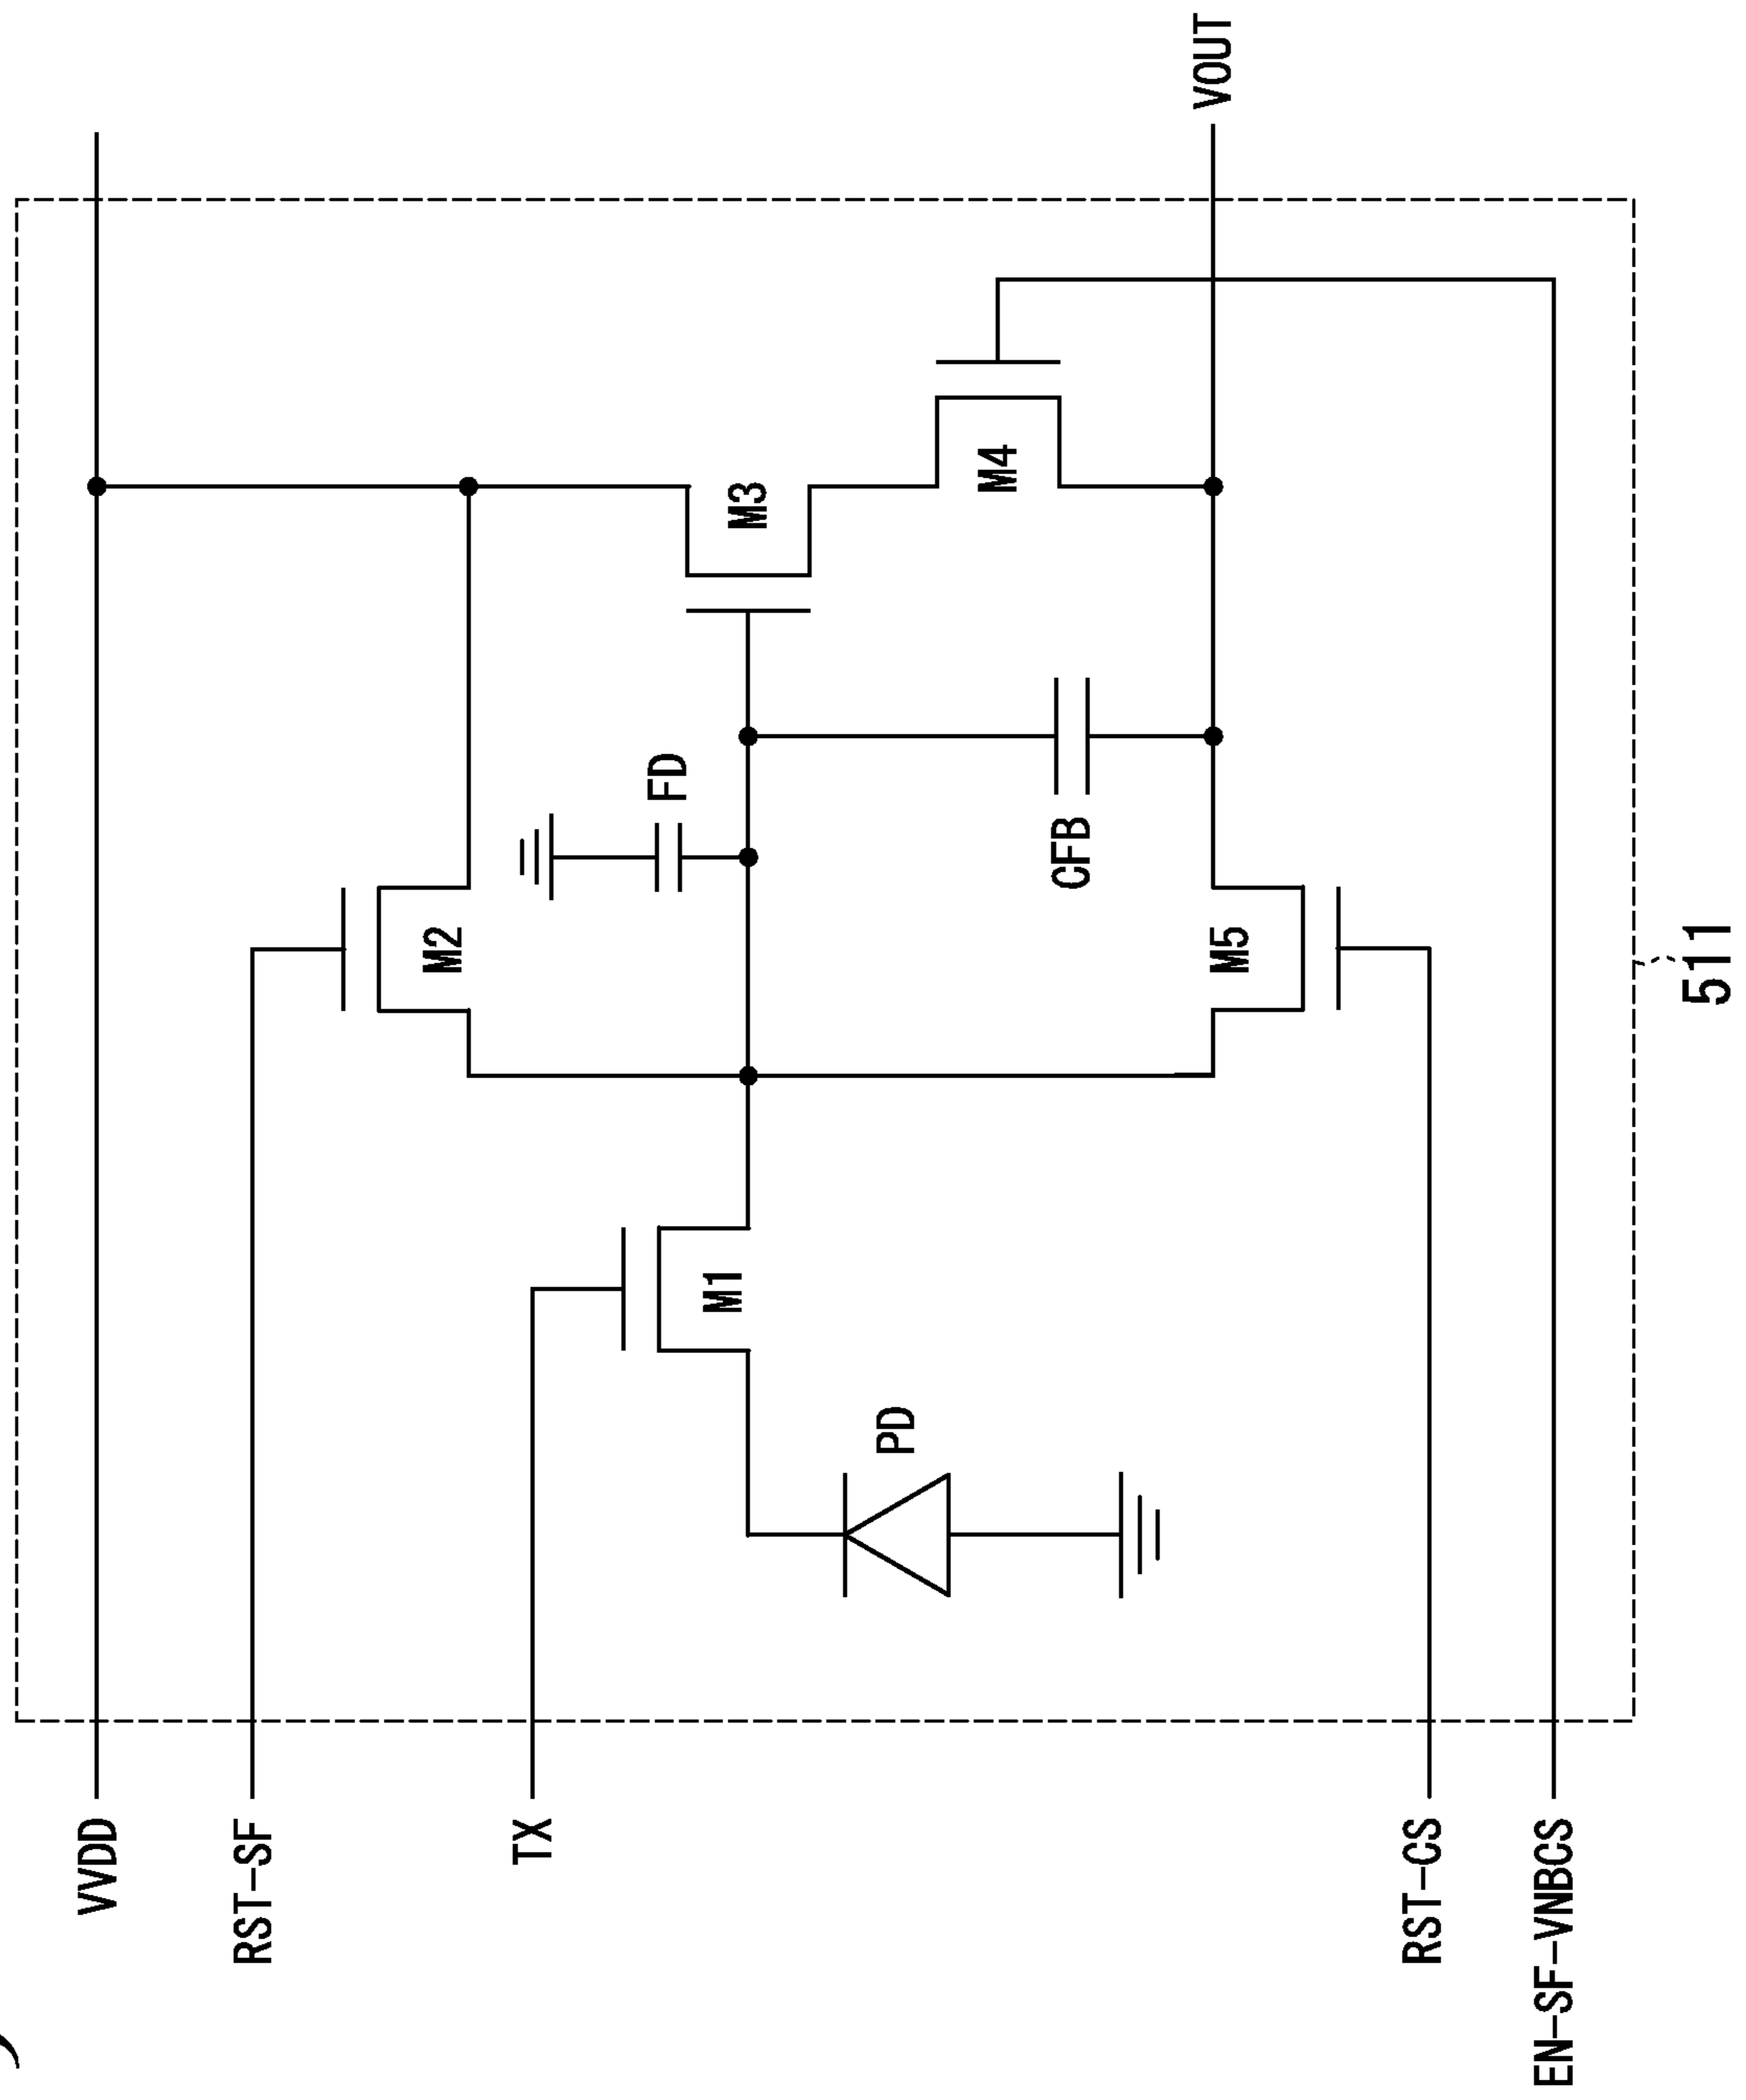 VVDD
RST-SF
TX
RST-CS
EN-SF-VNBCS
VOUT
M2
FD
M3
M4
M1
CFB
M5
PD
511